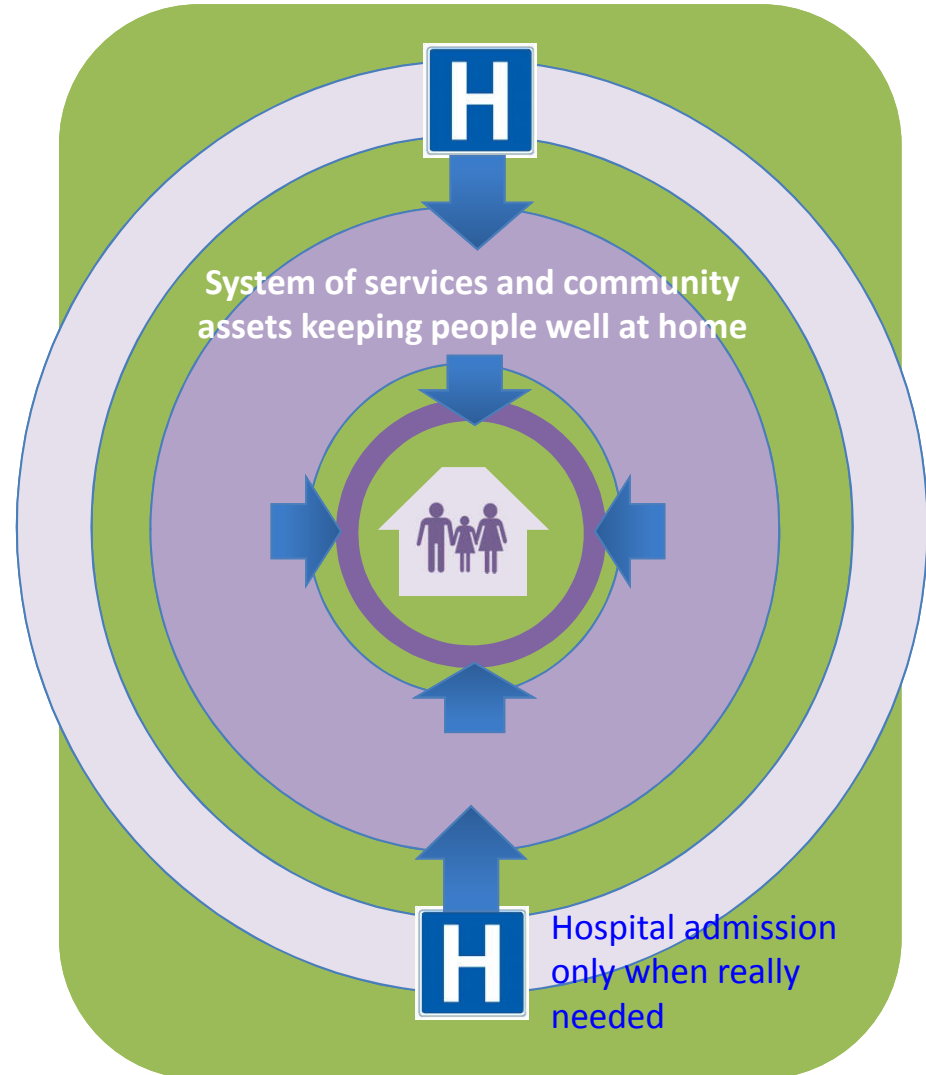 H
System of services and community
assets keeping people well at home
H
Hospital admission
only when really
needed